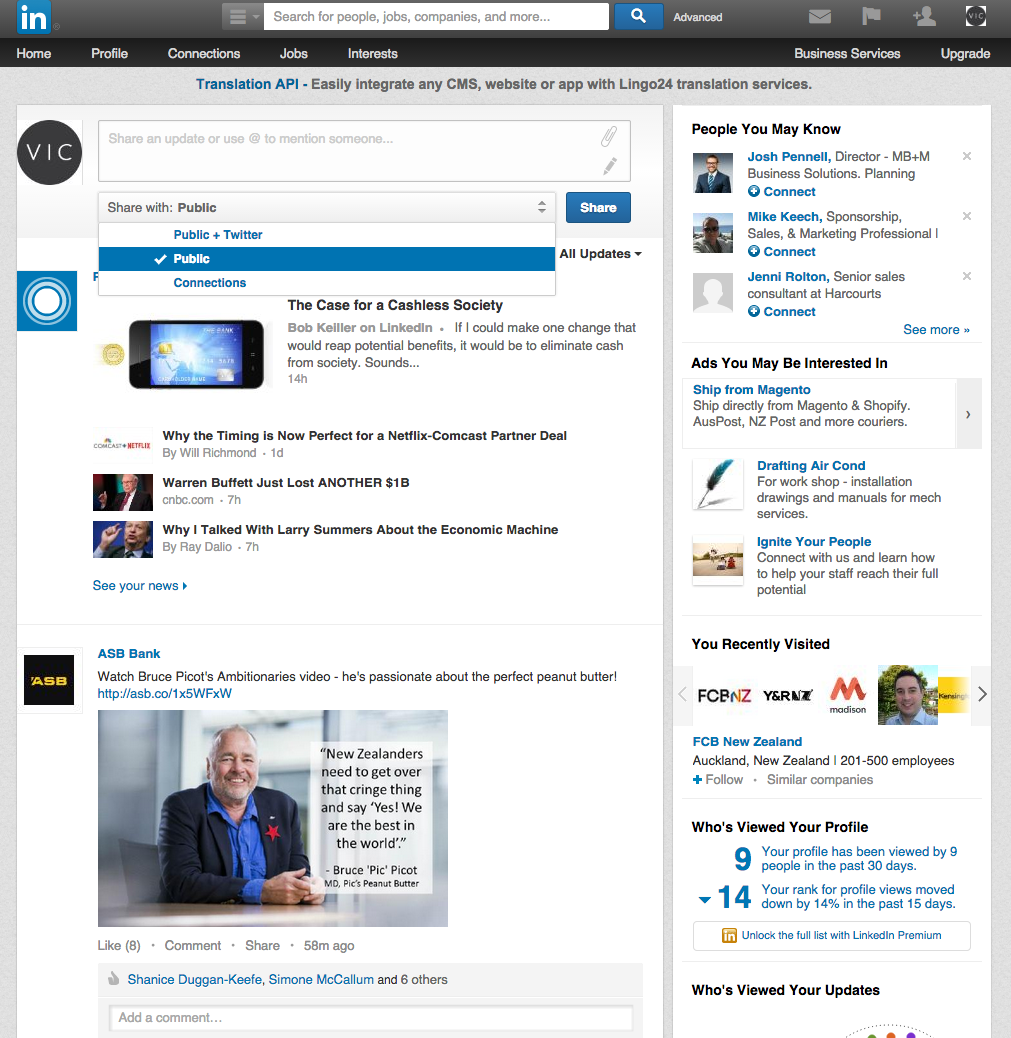 in
Search for people, jobs, companies, and more...
Advanced
VIC
Home
Profile
Connections
Jobs
Interests
Business Services
Upgrade
Translation API - Easily integrate any CMS, website or app with Lingo24 translation services.
VIC
Share an update or use @ to mention someone...
Share with: Public
Share
Public + Twitter
Public
Connections
All Updates
The Case for a Cashless Society
Bob Keiller on LinkedIn • If I could make one change that
would reap potential benefits, it would be to eliminate cash
from society. Sounds...
14h
THE BANK
CARDHOLDER BANK
COMCAST NETFLIX
Why the Timing is Now Perfect for a Netflix-Comcast Partner Deal
By Will Richmond · 1d
Warren Buffett Just Lost ANOTHER $1B
cnbc.com · 7h
Why I Talked With Larry Summers About the Economic Machine
By Ray Dalio · 7h
See your news
ASB
ASB Bank
Watch Bruce Picot's Ambitionaries video - he's passionate about the perfect peanut butter!
http://asb.co/1x5WFxW
“New Zealanders
need to get over
that cringe thing
and say ‘Yes! We
are the best in
the world’.”
- Bruce 'Pic' Picot
MD, Pic's Peanut Butter
Like (8) • Comment • Share • 58m ago
Shanice Duggan-Keefe, Simone McCallum and 6 others
Add a comment...
People You May Know
Josh Pennell, Director - MB+M
Business Solutions. Planning
Connect
Mike Keech, Sponsorship,
Sales, & Marketing Professional |
Connect
Jenni Rolton, Senior sales
consultant at Harcourts
Connect
See more »
Ads You May Be Interested In
Ship from Magento
Ship directly from Magento & Shopify.
AusPost, NZ Post and more couriers.
Drafting Air Cond
For work shop - installation
drawings and manuals for mech
services.
Ignite Your People
Connect with us and learn how
to help your staff reach their full
potential
You Recently Visited
FCBNZ
Y&R NZ
madison
Kensing
FCB New Zealand
Auckland, New Zealand | 201-500 employees
+ Follow · Similar companies
Who's Viewed Your Profile
9 Your profile has been viewed by 9
people in the past 30 days.
14 Your rank for profile views moved
down by 14% in the past 15 days.
in Unlock the full list with LinkedIn Premium
Who's Viewed Your Updates